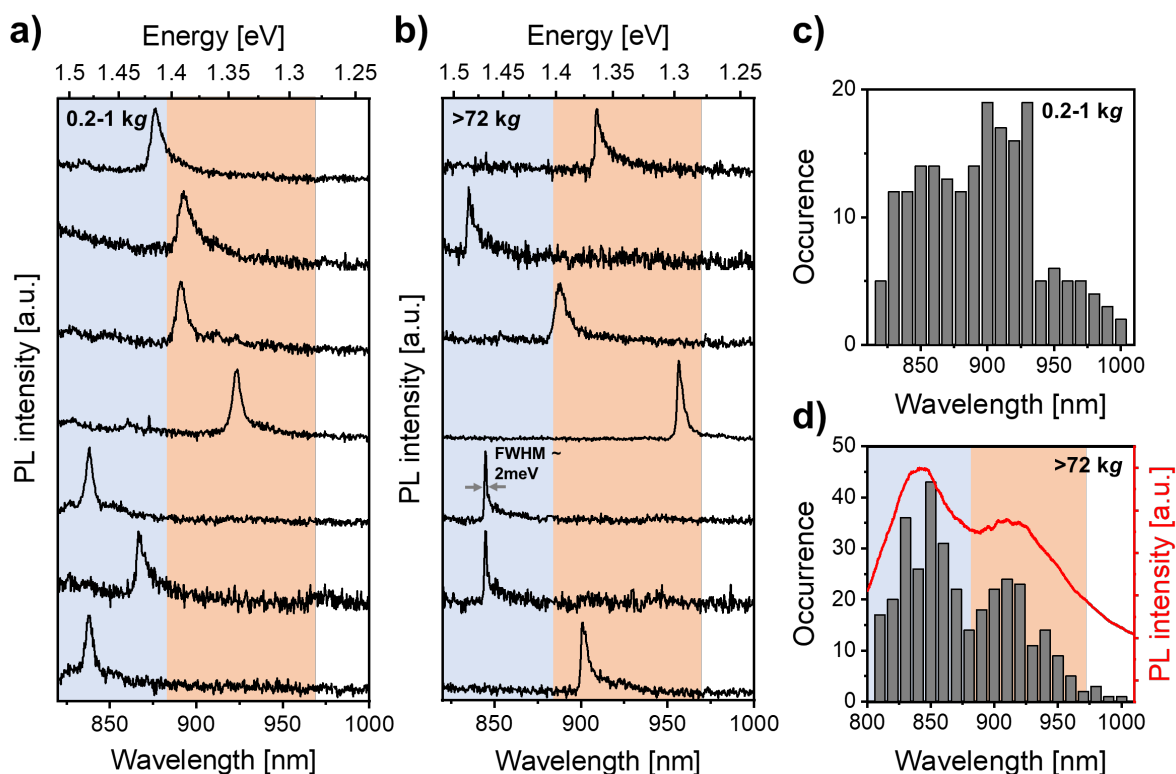 a)
Energy [eV]
1.5 1.45 1.4 1.35 1.3 1.25
0.2-1 kg
PL intensity [a.u.]
850 900 950 1000
Wavelength [nm]
b)
Energy [eV]
1.5 1.45 1.4 1.35 1.3 1.25
>72 kg
FWHM ~
2meV
PL intensity [a.u.]
850 900 950 1000
Wavelength [nm]
c)
0.2-1 kg
20
10
0
Occurence
850 900 950 1000
Wavelength [nm]
d)
>72 kg
50
40
30
20
10
0
Occurrence
PL intensity [a.u.]
800 850 900 950 1000
Wavelength [nm]